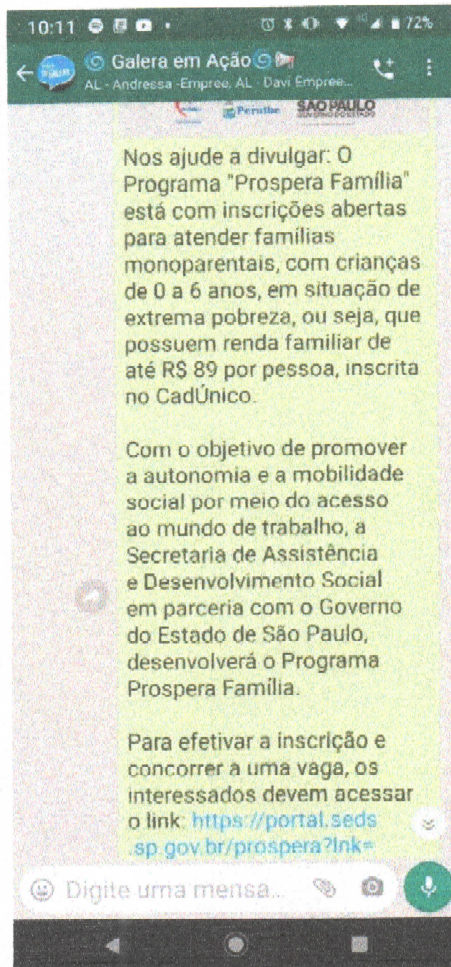 10:11 72%
Galera em Ação
AL - Andressa -Empree, AL - Davi Empree...
Peruíbe SÃO PAULO
GOVERNO DO ESTADO
Nos ajude a divulgar: O
Programa "Prospera Família"
está com inscrições abertas
para atender famílias
monoparentais, com crianças
de 0 a 6 anos, em situação de
extrema pobreza, ou seja, que
possuem renda familiar de
até R$ 89 por pessoa, inscrita
no CadÚnico.
Com o objetivo de promover
a autonomia e a mobilidade
social por meio do acesso
ao mundo de trabalho, a
Secretaria de Assistência
e Desenvolvimento Social
em parceria com o Governo
do Estado de São Paulo,
desenvolverá o Programa
Prospera Família.
Para efetivar a inscrição e
concorrer a uma vaga, os
interessados devem acessar
o link: https://portal.seds
.sp.gov.br/prospera?lnk=
Digite uma mensa...